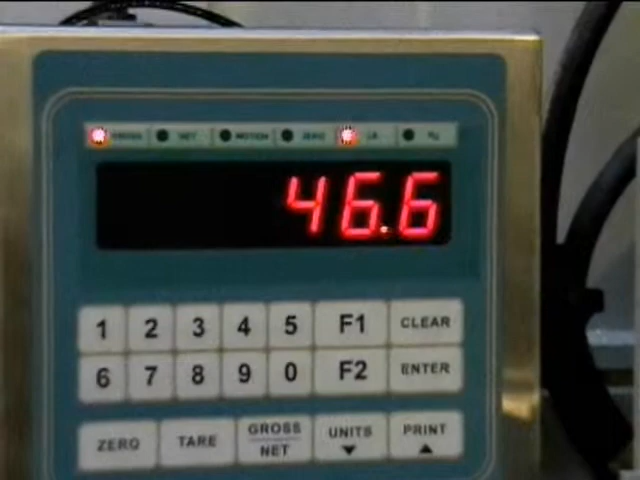 GROSS NET MOTION ZERO LB KG
46.6
1 2 3 4 5 F1 CLEAR
6 7 8 9 0 F2 ENTER
ZERO TARE GROSS NET UNITS PRINT